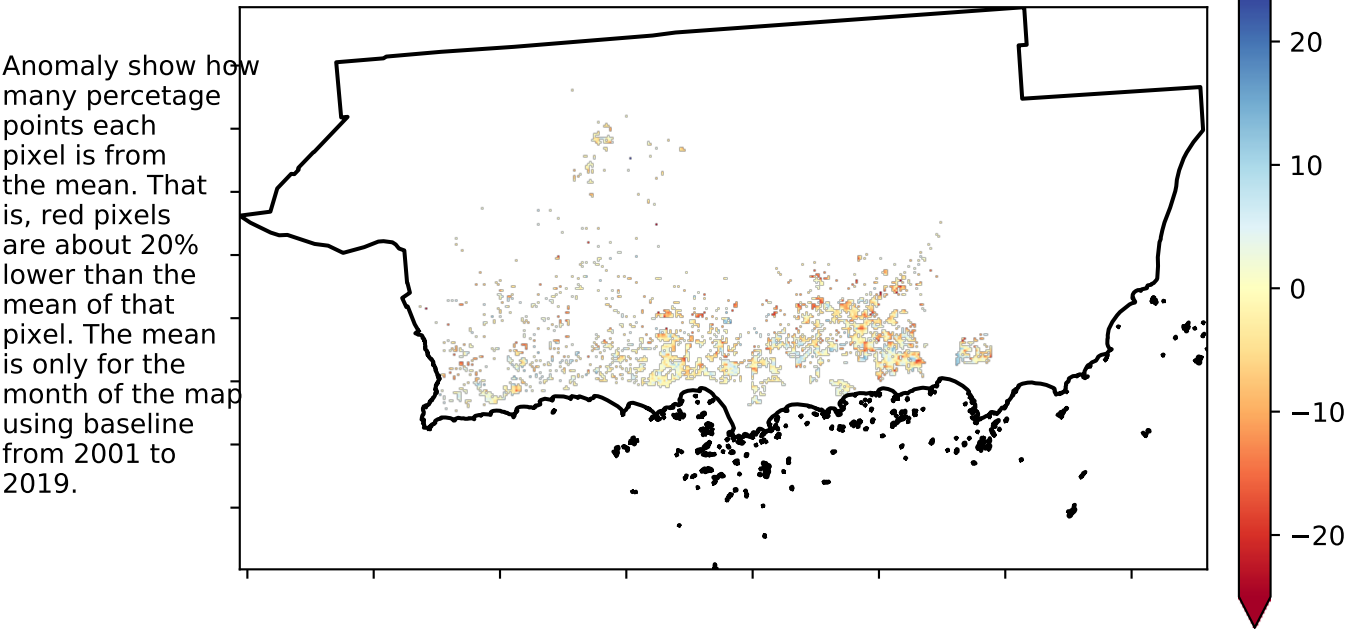 Anomaly show how
many percetage
points each
pixel is from
the mean. That
is, red pixels
are about 20%
lower than the
mean of that
pixel. The mean
is only for the
month of the map
using baseline
from 2001 to
2019.
20
10
0
−10
−20